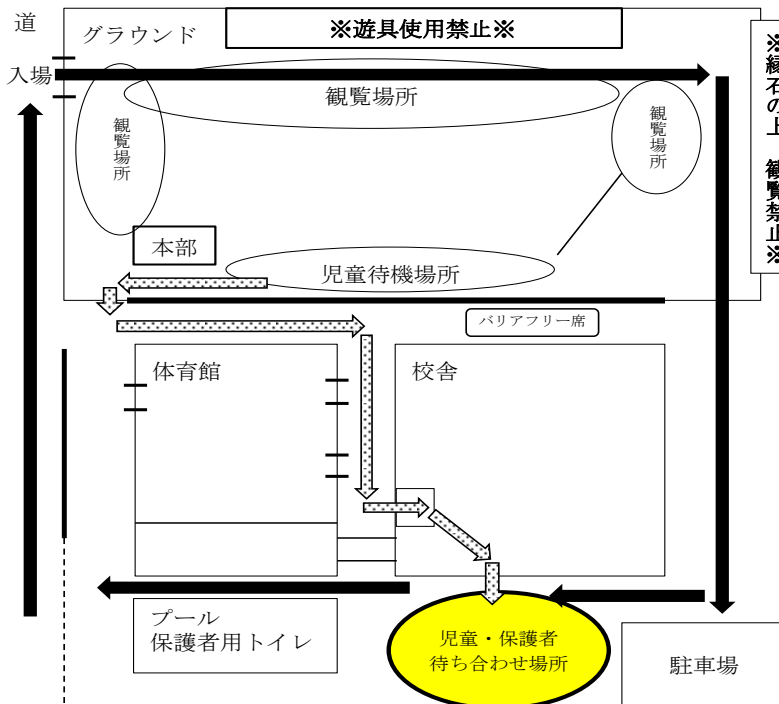 道
グラウンド
※遊具使用禁止※
入場
観覧場所
観覧場所
観覧場所
※縁石の上 観覧禁止※
本部
児童待機場所
バリアフリー席
体育館
校舎
プール
保護者用トイレ
児童・保護者
待ち合わせ場所
駐車場